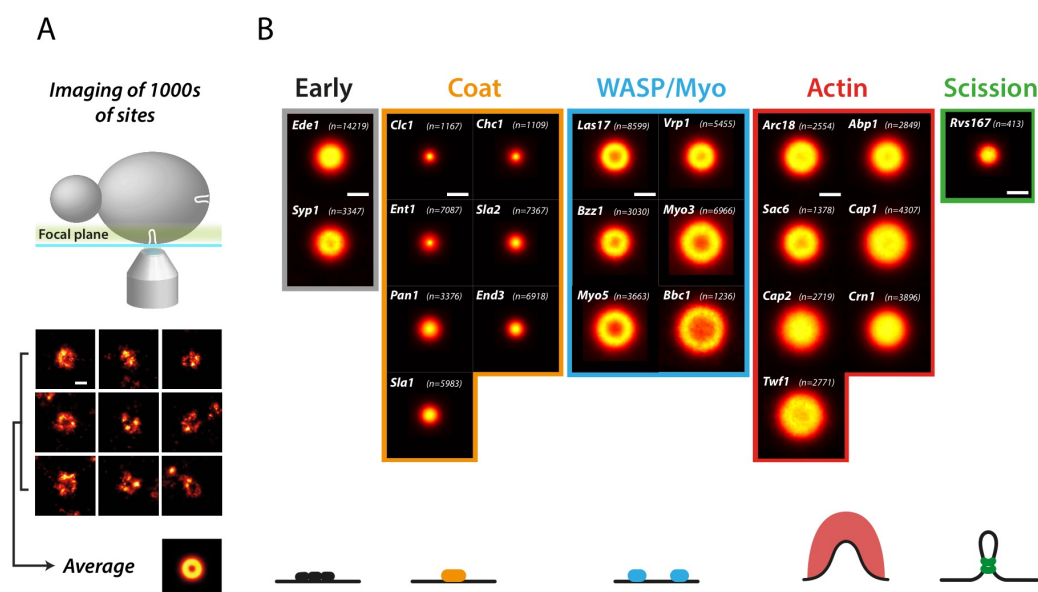 A
B
Imaging of 1000s
of sites
Focal plane
Average
Early
Coat
WASP/Myo
Actin
Scission
Ede1 (n=14219)
Syp1 (n=3347)
Clc1 (n=1167)
Chc1 (n=1109)
Ent1 (n=7087)
Sla2 (n=7367)
Pan1 (n=3376)
End3 (n=6918)
Sla1 (n=5983)
Las17 (n=8599)
Vrp1 (n=5455)
Bzz1 (n=3030)
Myo3 (n=6966)
Myo5 (n=3663)
Bbc1 (n=1236)
Arc18 (n=2554)
Abp1 (n=2849)
Sac6 (n=1378)
Cap1 (n=4307)
Cap2 (n=2719)
Crn1 (n=3896)
Twf1 (n=2771)
Rvs167 (n=413)